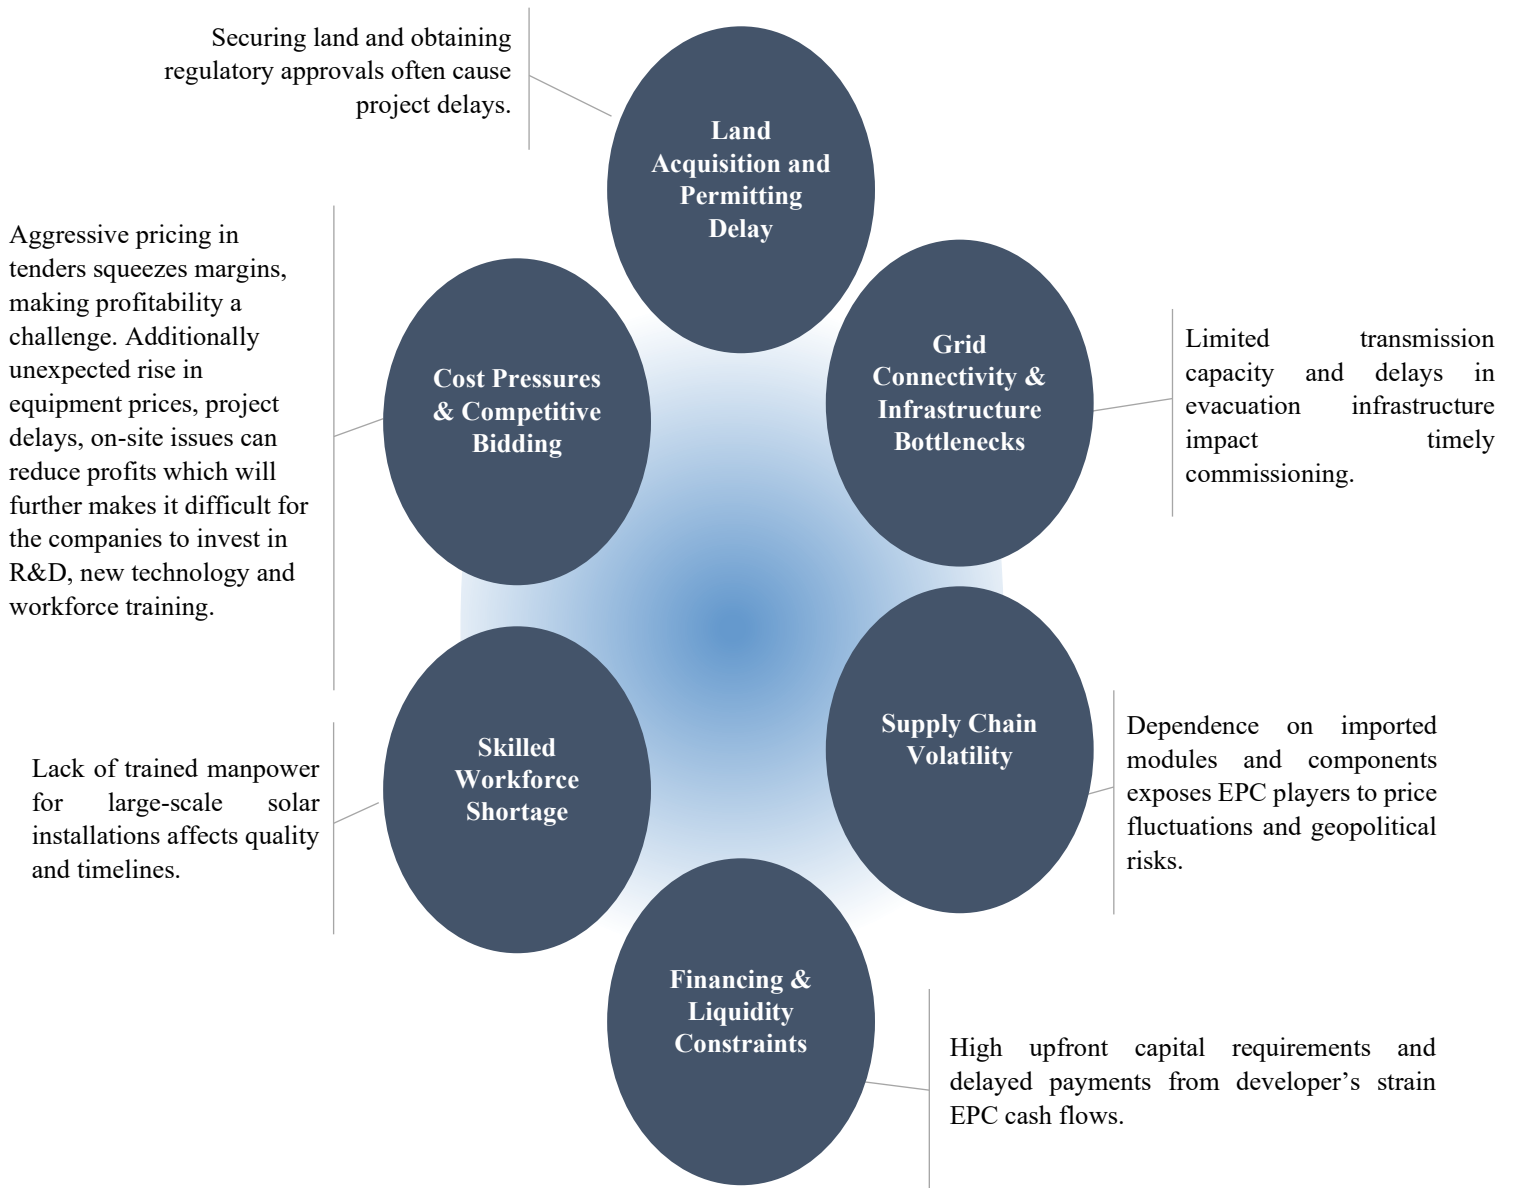 Securing land and obtaining
regulatory approvals often cause
project delays.
Land
Acquisition and
Permitting
Delay
Grid
Connectivity &
Infrastructure
Bottlenecks
Limited transmission
capacity and delays in
evacuation infrastructure
impact timely
commissioning.
Supply Chain
Volatility
Dependence on imported
modules and components
exposes EPC players to price
fluctuations and geopolitical
risks.
Financing &
Liquidity
Constraints
High upfront capital requirements and
delayed payments from developer’s strain
EPC cash flows.
Skilled
Workforce
Shortage
Lack of trained manpower
for large-scale solar
installations affects quality
and timelines.
Cost Pressures
& Competitive
Bidding
Aggressive pricing in
tenders squeezes margins,
making profitability a
challenge. Additionally
unexpected rise in
equipment prices, project
delays, on-site issues can
reduce profits which will
further makes it difficult for
the companies to invest in
R&D, new technology and
workforce training.